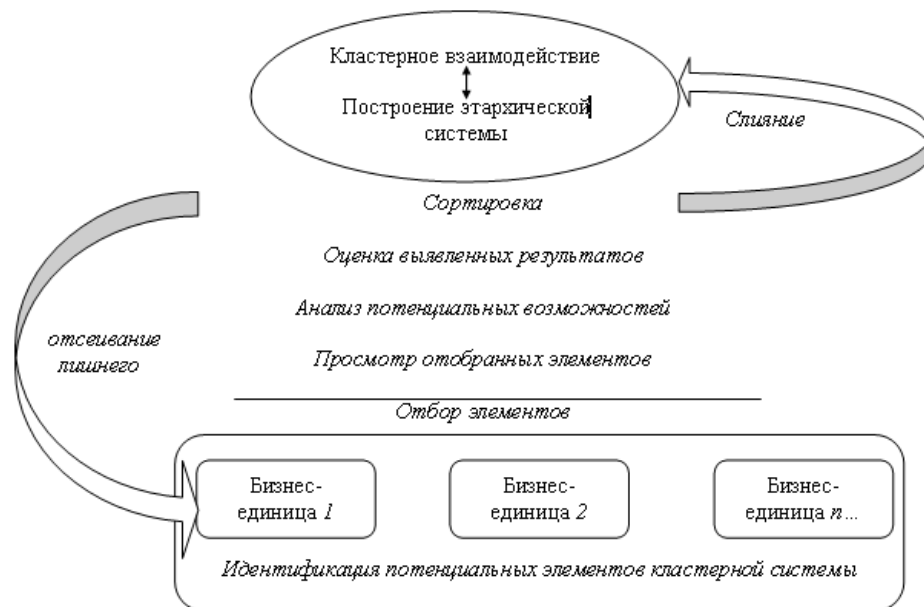 Кластерное взаимодействие
Построение этархической
системы
Слияние
Сортировка
Оценка выявленных результатов
Анализ потенциальных возможностей
отсеивание
лишнего
Просмотр отобранных элементов
Отбор элементов
Бизнес-
единица 1
Бизнес-
единица 2
Бизнес-
единица n...
Идентификация потенциальных элементов кластерной системы